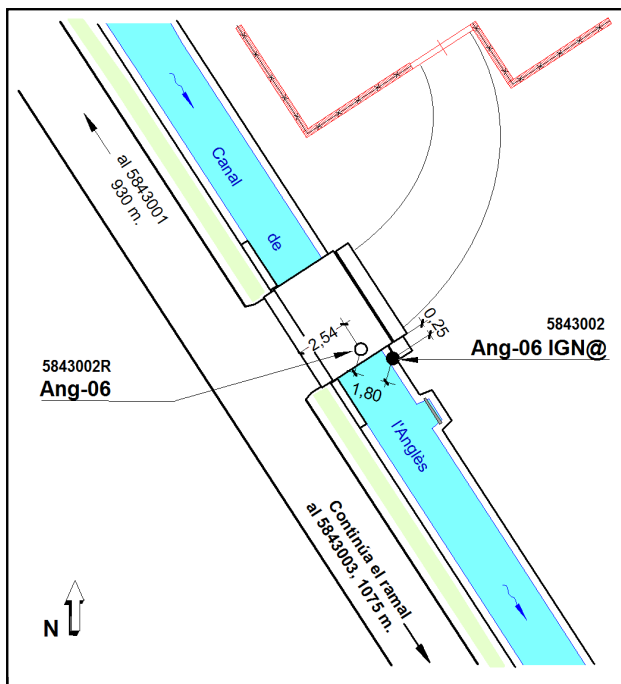 al 5843001
930 m.
Canal
de
2,54
0,25
5843002
Ang-06 IGN@
5843002R
Ang-06
1,80
l'Anglès
Continúa el ramal
al 5843003, 1075 m.
N